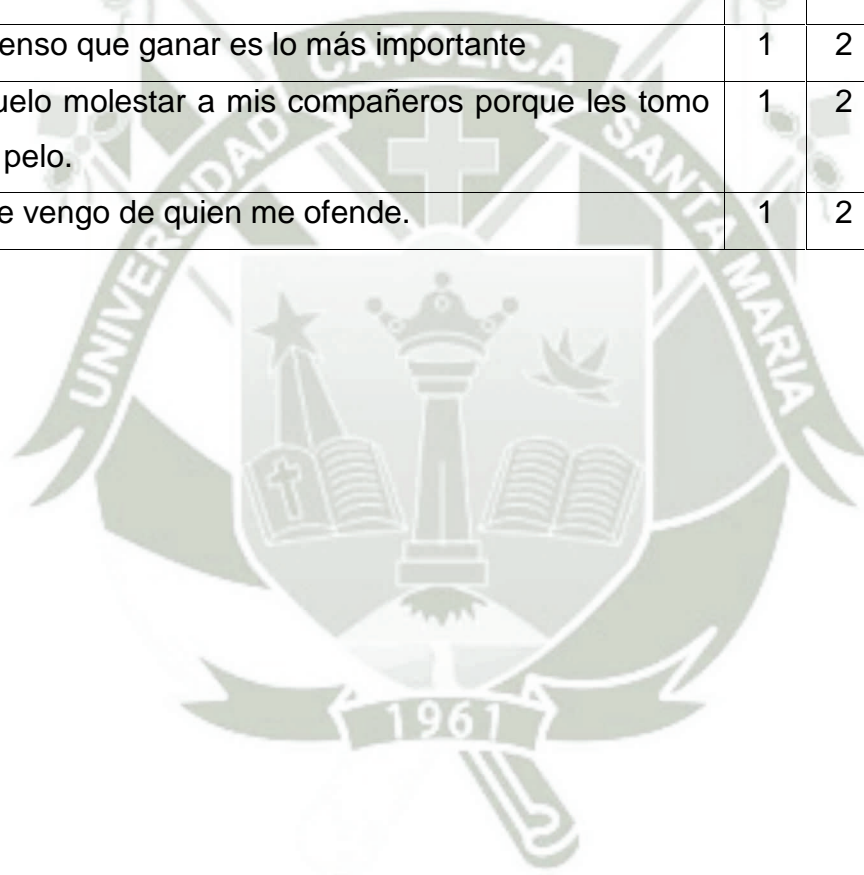 enso que ganar es lo más importante 1 2
uelo molestar a mis compañeros porque les tomo 1 2
pelo.
e vengo de quien me ofende. 1 2
UNIVERSIDAD CATOLICA SANTA MARIA
1961